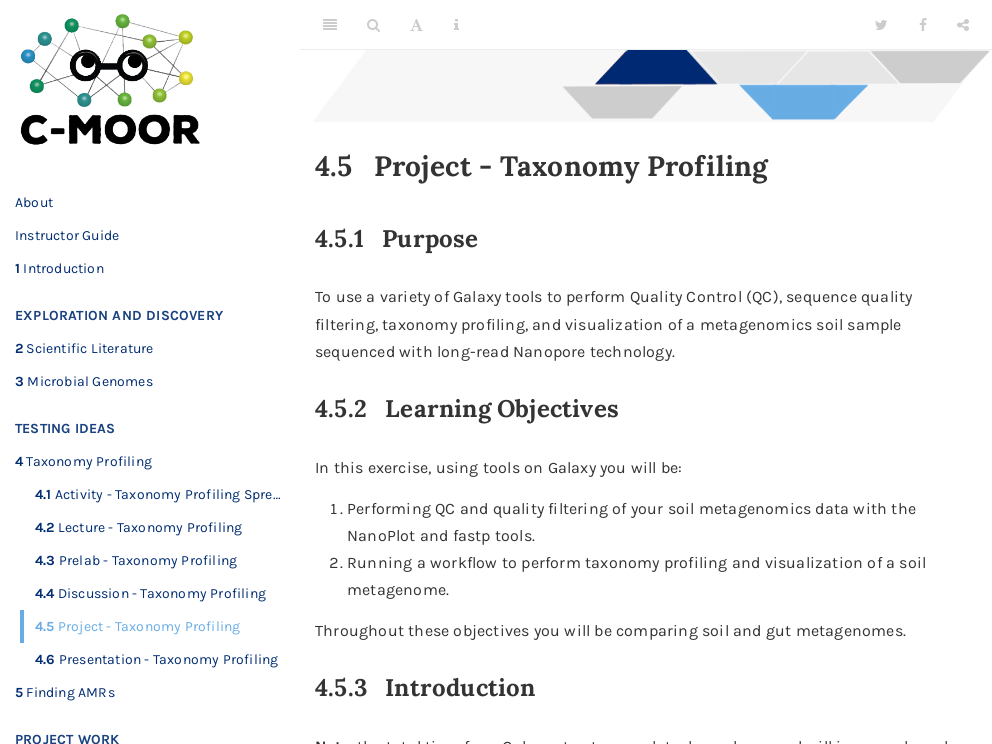 C-MOOR
About
Instructor Guide
1 Introduction
EXPLORATION AND DISCOVERY
2 Scientific Literature
3 Microbial Genomes
TESTING IDEAS
4 Taxonomy Profiling
4.1 Activity - Taxonomy Profiling Spre...
4.2 Lecture - Taxonomy Profiling
4.3 Prelab - Taxonomy Profiling
4.4 Discussion - Taxonomy Profiling
4.5 Project - Taxonomy Profiling
4.6 Presentation - Taxonomy Profiling
5 Finding AMRs
PROJECT WORK
4.5 Project - Taxonomy Profiling
4.5.1 Purpose
To use a variety of Galaxy tools to perform Quality Control (QC), sequence quality
filtering, taxonomy profiling, and visualization of a metagenomics soil sample
sequenced with long-read Nanopore technology.
4.5.2 Learning Objectives
In this exercise, using tools on Galaxy you will be:
1. Performing QC and quality filtering of your soil metagenomics data with the
NanoPlot and fastp tools.
2. Running a workflow to perform taxonomy profiling and visualization of a soil
metagenome.
Throughout these objectives you will be comparing soil and gut metagenomes.
4.5.3 Introduction